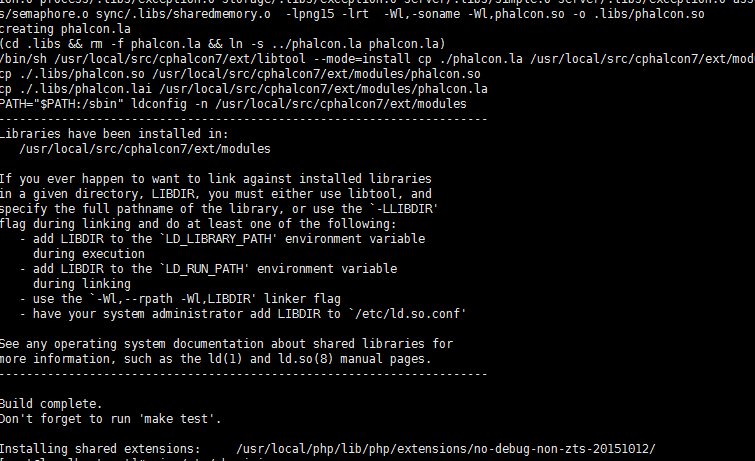 s/semaphore.o sync/.libs/sharedmemory.o  -lpng15 -lrt  -Wl,-soname -Wl,phalcon.so -o .libs/phalcon.so
creating phalcon.la
(cd .libs && rm -f phalcon.la && ln -s ../phalcon.la phalcon.la)
/bin/sh /usr/local/src/cphalcon7/ext/libtool --mode=install cp ./phalcon.la /usr/local/src/cphalcon7/ext/mod
cp ./.libs/phalcon.so /usr/local/src/cphalcon7/ext/modules/phalcon.so
cp ./.libs/phalcon.lai /usr/local/src/cphalcon7/ext/modules/phalcon.la
PATH="$PATH:/sbin" ldconfig -n /usr/local/src/cphalcon7/ext/modules
----------------------------------------------------------------------
Libraries have been installed in:
   /usr/local/src/cphalcon7/ext/modules

If you ever happen to want to link against installed libraries
in a given directory, LIBDIR, you must either use libtool, and
specify the full pathname of the library, or use the `-LLIBDIR'
flag during linking and do at least one of the following:
   - add LIBDIR to the `LD_LIBRARY_PATH' environment variable
     during execution
   - add LIBDIR to the `LD_RUN_PATH' environment variable
     during linking
   - use the `-Wl,--rpath -Wl,LIBDIR' linker flag
   - have your system administrator add LIBDIR to `/etc/ld.so.conf'

See any operating system documentation about shared libraries for
more information, such as the ld(1) and ld.so(8) manual pages.
----------------------------------------------------------------------

Build complete.
Don't forget to run 'make test'.

Installing shared extensions:     /usr/local/php/lib/php/extensions/no-debug-non-zts-20151012/